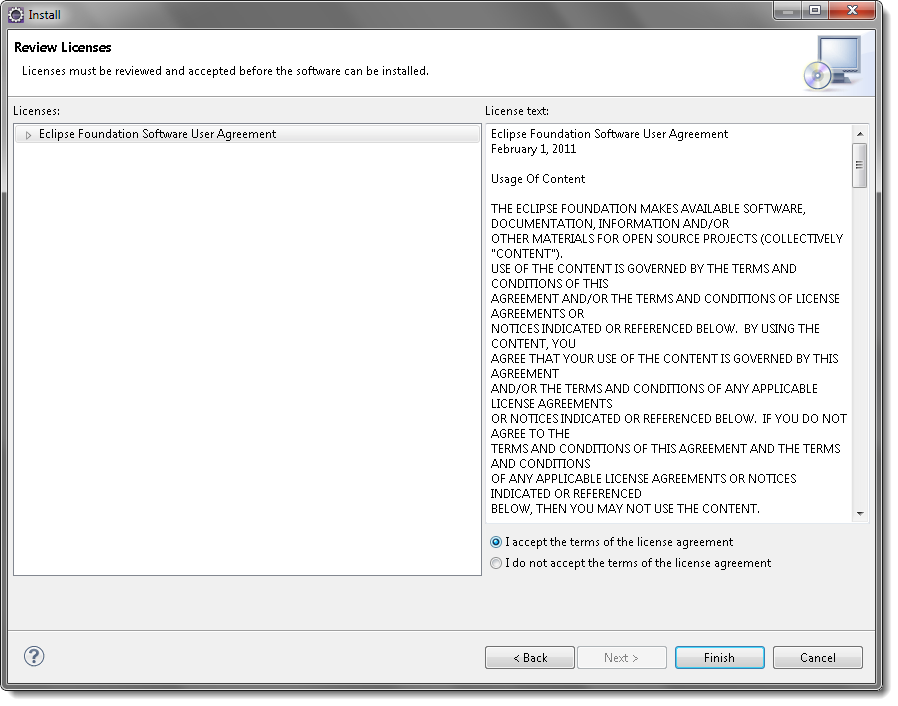 Install
Review Licenses
Licenses must be reviewed and accepted before the software can be installed.
Licenses:
Eclipse Foundation Software User Agreement
License text:
Eclipse Foundation Software User Agreement
February 1, 2011
Usage Of Content
THE ECLIPSE FOUNDATION MAKES AVAILABLE SOFTWARE,
DOCUMENTATION, INFORMATION AND/OR
OTHER MATERIALS FOR OPEN SOURCE PROJECTS (COLLECTIVELY
"CONTENT").
USE OF THE CONTENT IS GOVERNED BY THE TERMS AND
CONDITIONS OF THIS
AGREEMENT AND/OR THE TERMS AND CONDITIONS OF LICENSE
AGREEMENTS OR
NOTICES INDICATED OR REFERENCED BELOW.  BY USING THE
CONTENT, YOU
AGREE THAT YOUR USE OF THE CONTENT IS GOVERNED BY THIS
AGREEMENT
AND/OR THE TERMS AND CONDITIONS OF ANY APPLICABLE
LICENSE AGREEMENTS
OR NOTICES INDICATED OR REFERENCED BELOW.  IF YOU DO NOT
AGREE TO THE
TERMS AND CONDITIONS OF THIS AGREEMENT AND THE TERMS
AND CONDITIONS
OF ANY APPLICABLE LICENSE AGREEMENTS OR NOTICES
INDICATED OR REFERENCED
BELOW, THEN YOU MAY NOT USE THE CONTENT.
I accept the terms of the license agreement
I do not accept the terms of the license agreement
?
< Back
Next >
Finish
Cancel